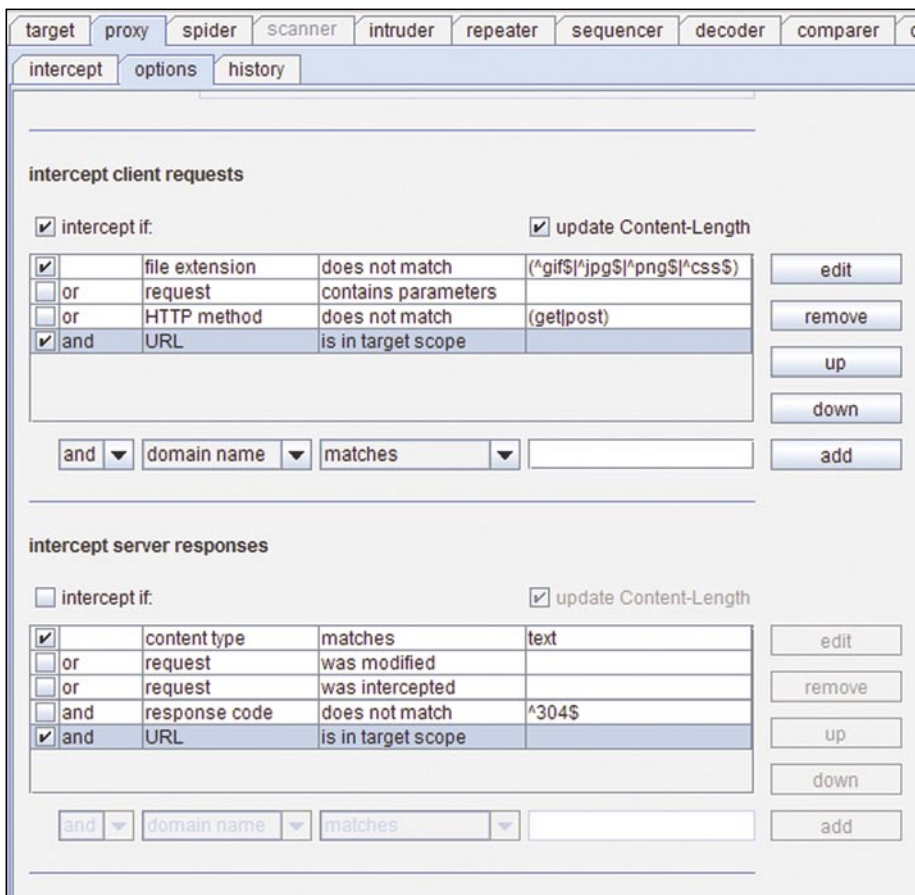 target proxy spider scanner intruder repeater sequencer decoder comparer
intercept options history
intercept client requests
intercept if: update Content-Length
file extension does not match (^gif$|^jpg$|^png$|^css$)
or request contains parameters
or HTTP method does not match (get|post)
and URL is in target scope
edit
remove
up
down
and domain name matches add
intercept server responses
intercept if: update Content-Length
content type matches text
or request was modified
or request was intercepted
and response code does not match ^304$
and URL is in target scope
edit
remove
up
down
and domain name matches add